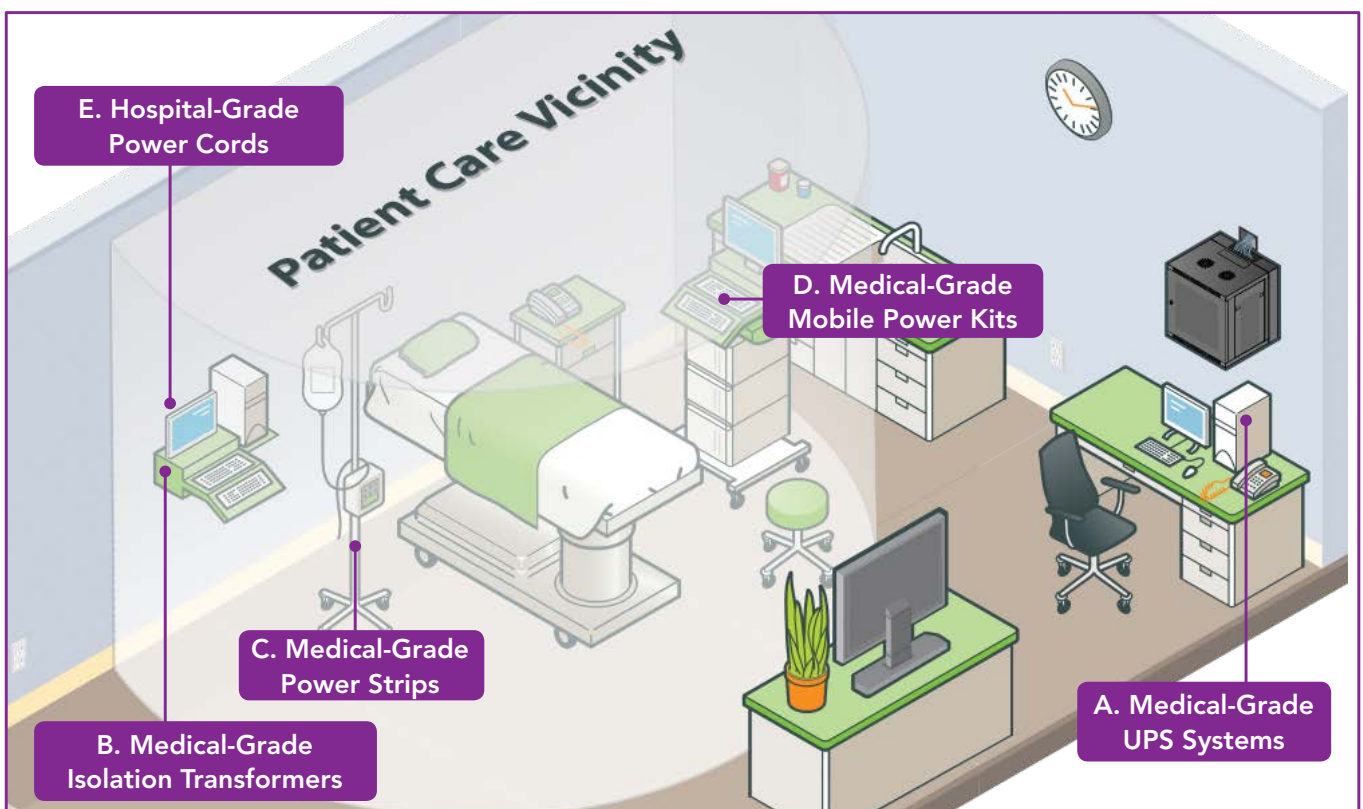 Patient Care Vicinity
E. Hospital-Grade
Power Cords
D. Medical-Grade
Mobile Power Kits
C. Medical-Grade
Power Strips
A. Medical-Grade
UPS Systems
B. Medical-Grade
Isolation Transformers